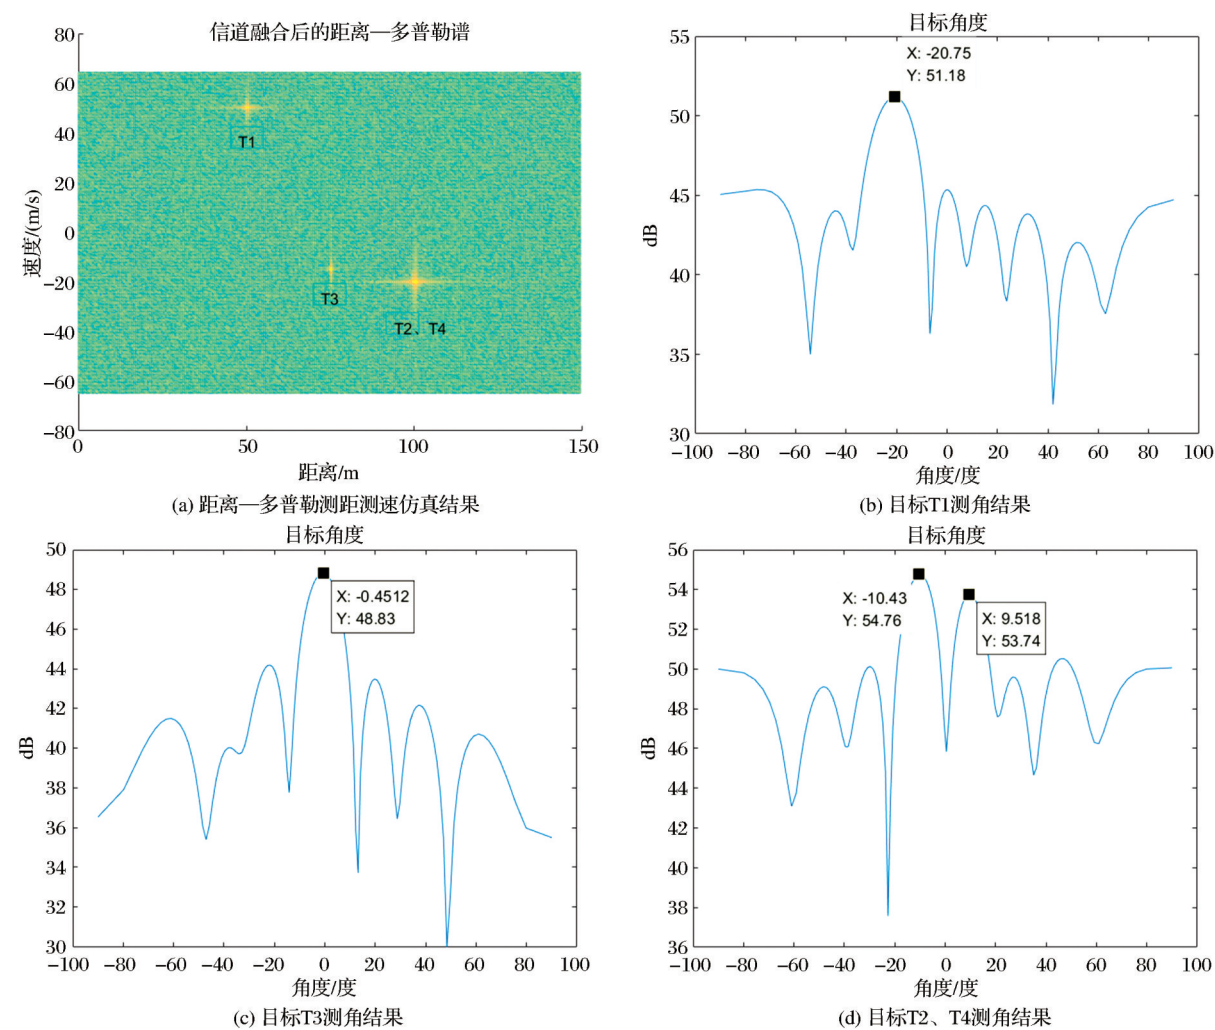 信道融合后的距离—多普勒谱
80
60
40
20
0
−20
−40
−60
−80
速度/(m/s)
T1
T3
T2、T4
0 50 100 150
距离/m
(a) 距离—多普勒测距测速仿真结果
目标角度
X: -20.75
Y: 51.18
55
50
45
40
35
30
dB
−100 −80 −60 −40 −20 0 20 40 60 80 100
角度/度
(b) 目标T1测角结果
目标角度
X: -0.4512
Y: 48.83
50
48
46
44
42
40
38
36
34
32
30
dB
−100 −80 −60 −40 −20 0 20 40 60 80 100
角度/度
(c) 目标T3测角结果
目标角度
X: -10.43
Y: 54.76
X: 9.518
Y: 53.74
56
54
52
50
48
46
44
42
40
38
36
dB
−100 −80 −60 −40 −20 0 20 40 60 80 100
角度/度
(d) 目标T2、T4测角结果